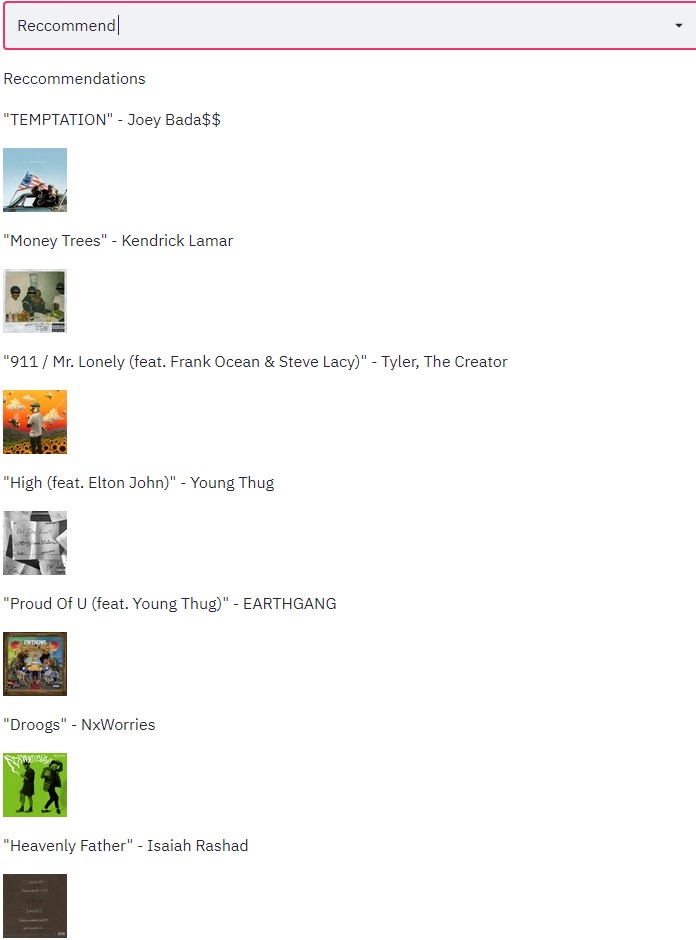 Reccommend
Reccommendations
"TEMPTATION" - Joey Bada$$
"Money Trees" - Kendrick Lamar
"911 / Mr. Lonely (feat. Frank Ocean & Steve Lacy)" - Tyler, The Creator
"High (feat. Elton John)" - Young Thug
"Proud Of U (feat. Young Thug)" - EARTHGANG
"Droogs" - NxWorries
"Heavenly Father" - Isaiah Rashad